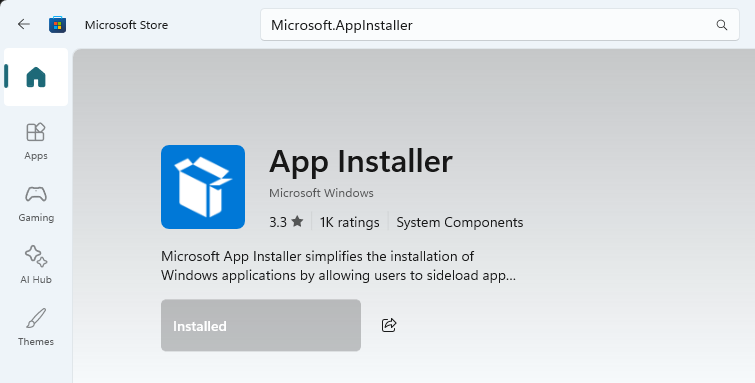 Microsoft Store
Microsoft.AppInstaller
Apps
Gaming
AI Hub
Themes
App Installer
Microsoft Windows
3.3 1K ratings System Components
Microsoft App Installer simplifies the installation of
Windows applications by allowing users to sideload app...
Installed